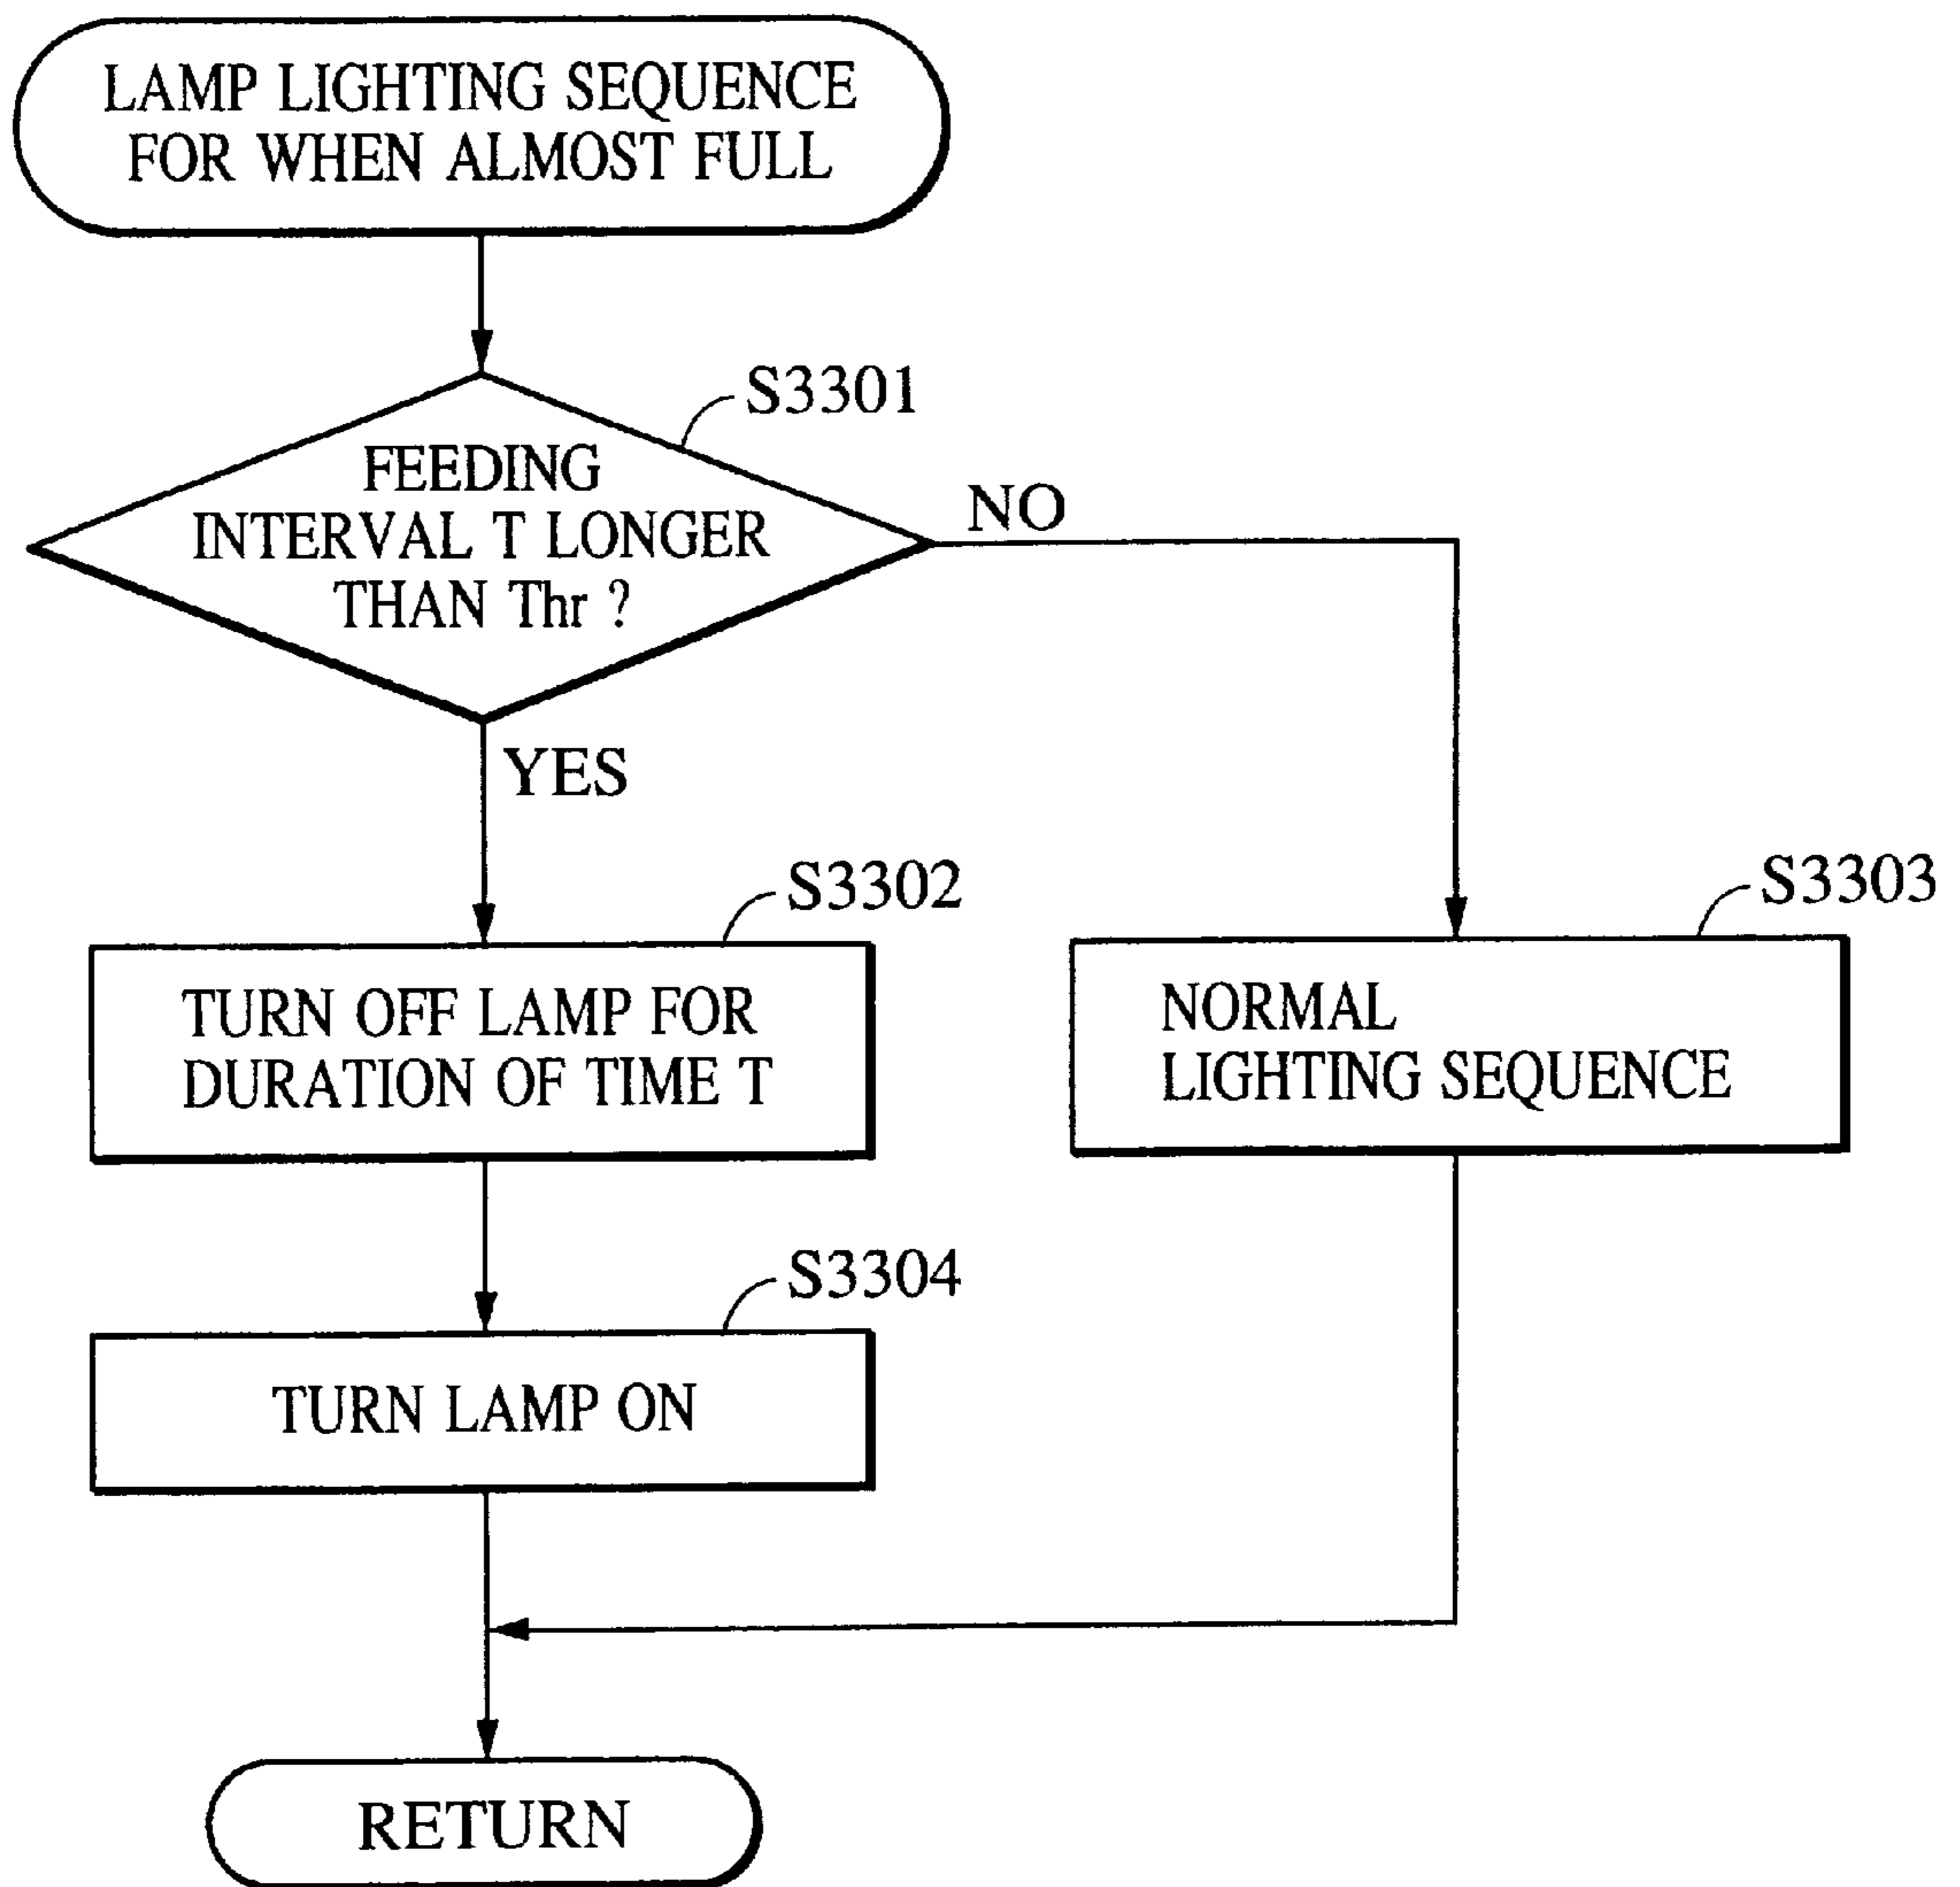 LAMP LIGHTING SEQUENCE
FOR WHEN ALMOST FULL
S3301
FEEDING
INTERVAL T LONGER
THAN Thr ?
NO
YES
S3302
TURN OFF LAMP FOR
DURATION OF TIME T
S3303
NORMAL
LIGHTING SEQUENCE
S3304
TURN LAMP ON
RETURN